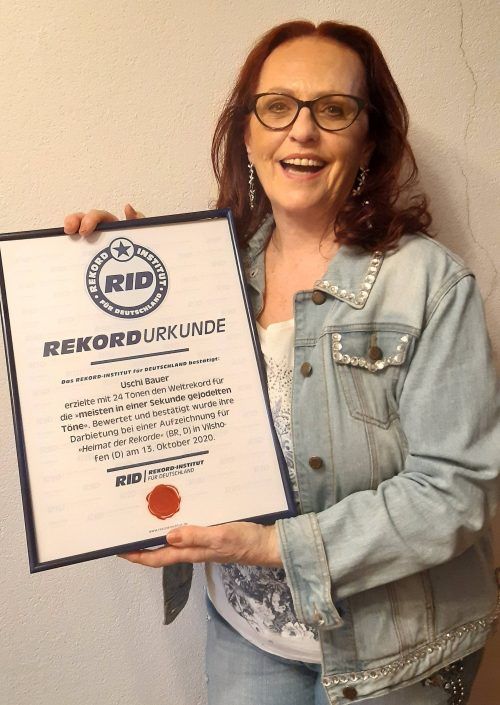 REKORD INSTITUT
RID
FÜR DEUTSCHLAND
REKORDURKUNDE
Das REKORD-INSTITUT für DEUTSCHLAND bestätigt:
Uschi Bauer
erzielte mit 24 Tönen den Weltrekord für
die »meisten in einer Sekunde gejodelten
Töne«. Bewertet und bestätigt wurde ihre
Darbietung bei einer Aufzeichnung für
»Heimat der Rekorde« (BR, D) in Vilsho-
fen (D) am 13. Oktober 2020.
RID | REKORD-INSTITUT
FÜR DEUTSCHLAND